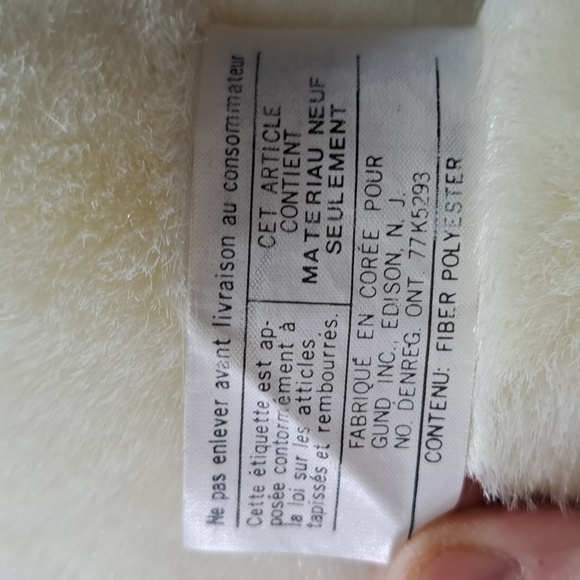 Ne pas enlever avant livraison au consommateur
Cette étiquette est ap-
posée contormement à
la loi sur les atticles
tapissés et rembourrés.
CET ARTICLE
CONTIENT
MATERIAU NEUF
SEULEMENT
FABRIQUÉ EN CORÉE POUR
GUND INC., EDISON, N. J.
NO. DENREG. ONT. 77K5293
CONTENU: FIBER POLYESTER